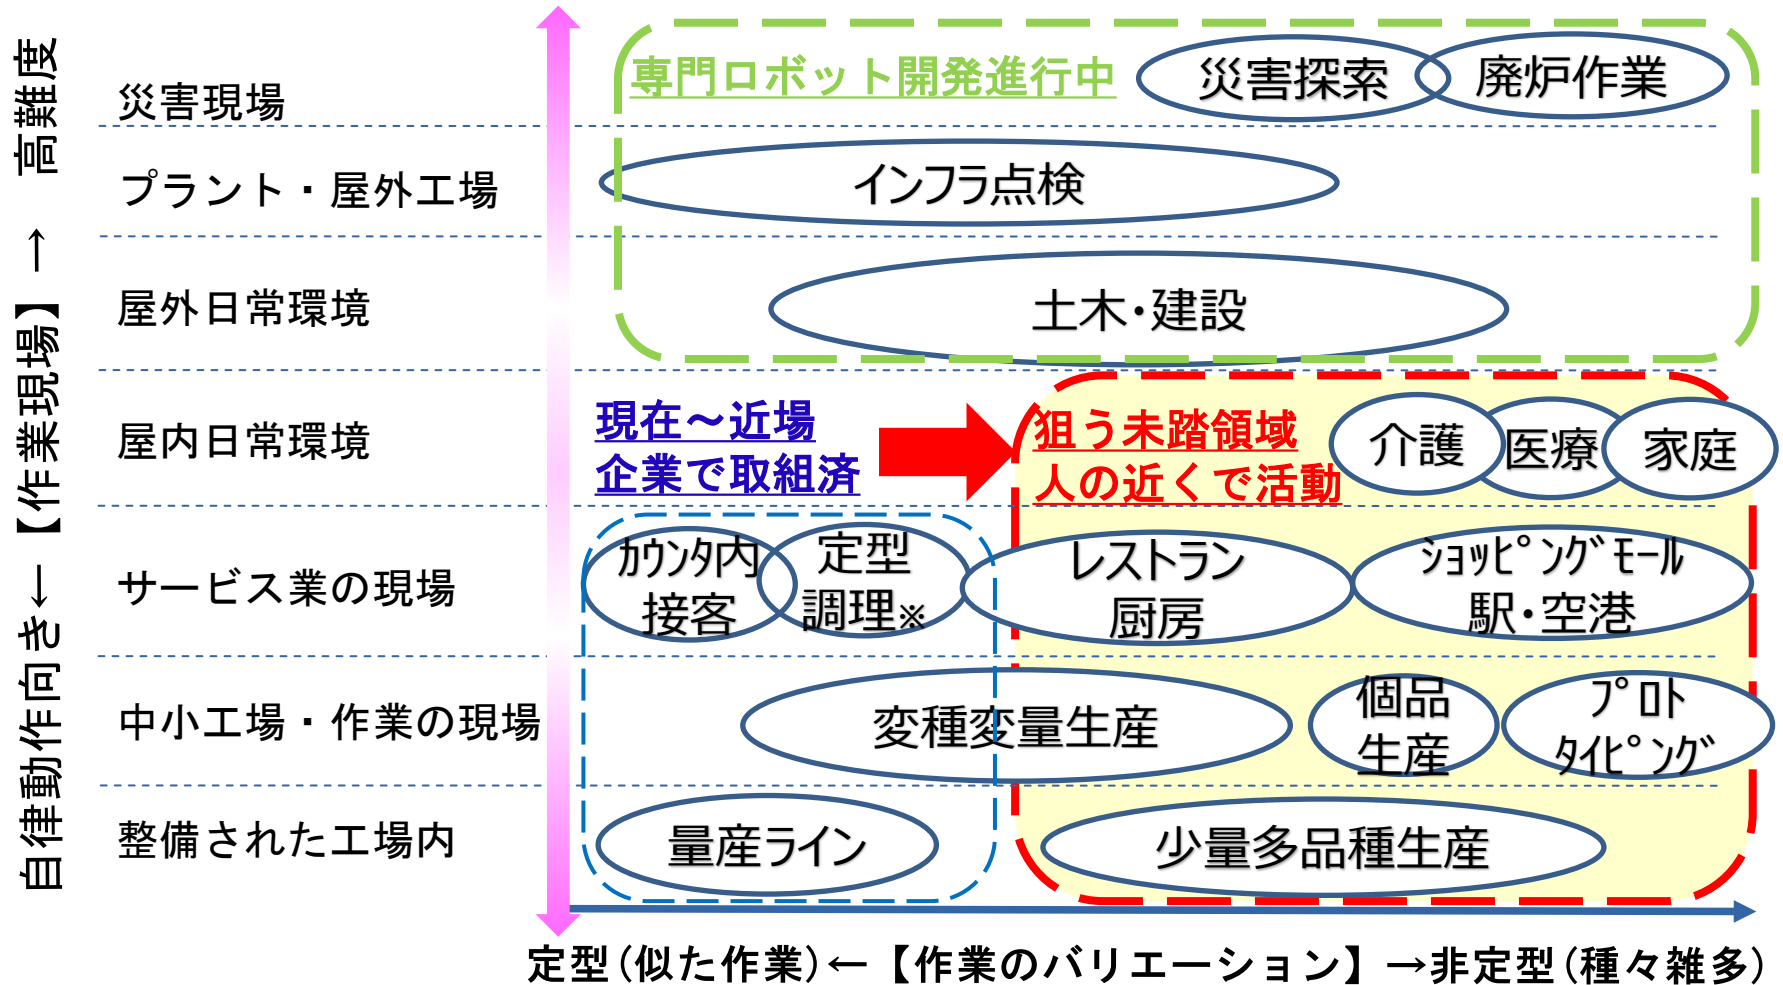 自律動作向き←【作業現場】→ 高難度
災害現場
プラント・屋外工場
屋外日常環境
屋内日常環境
サービス業の現場
中小工場・作業の現場
整備された工場内
専門ロボット開発進行中
災害探索
廃炉作業
インフラ点検
土木・建設
現在～近場
企業で取組済
狙う未踏領域
人の近くで活動
介護
医療
家庭
ｶｳﾝﾀ内
接客
定型
調理※
レストラン
厨房
ｼｮｯﾋﾟﾝｸﾞﾓｰﾙ
駅・空港
変種変量生産
個品
生産
ﾌﾟﾛﾄ
ﾀｲﾋﾟﾝｸﾞ
量産ライン
少量多品種生産
定型(似た作業)←【作業のバリエーション】→非定型(種々雑多)